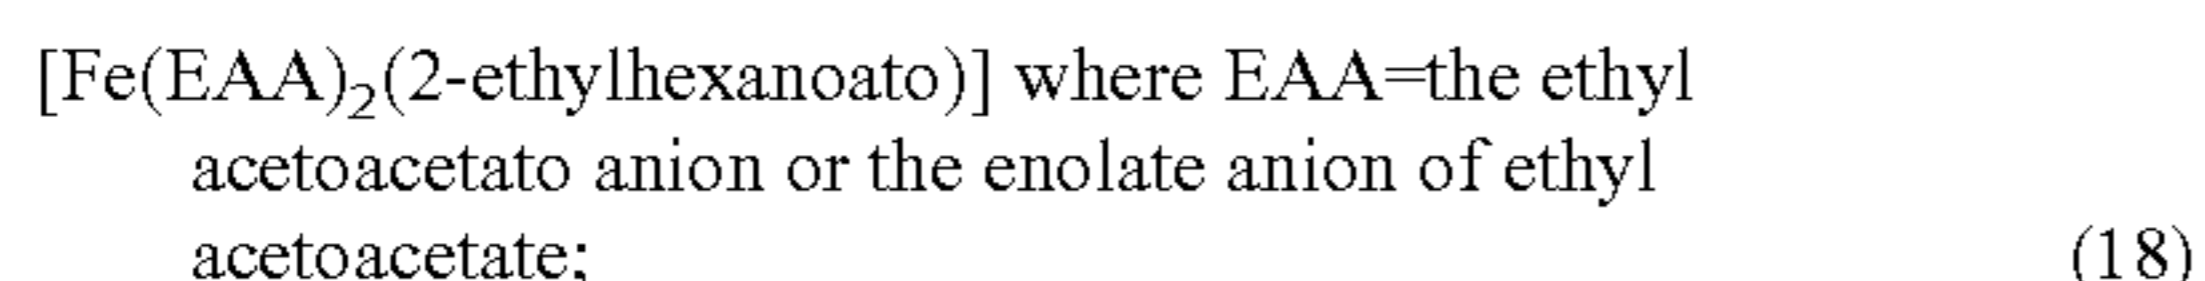 [Fe(EAA)₂(2-ethylhexanoato)] where EAA=the ethyl
acetoacetato anion or the enolate anion of ethyl
acetoacetate; (18)